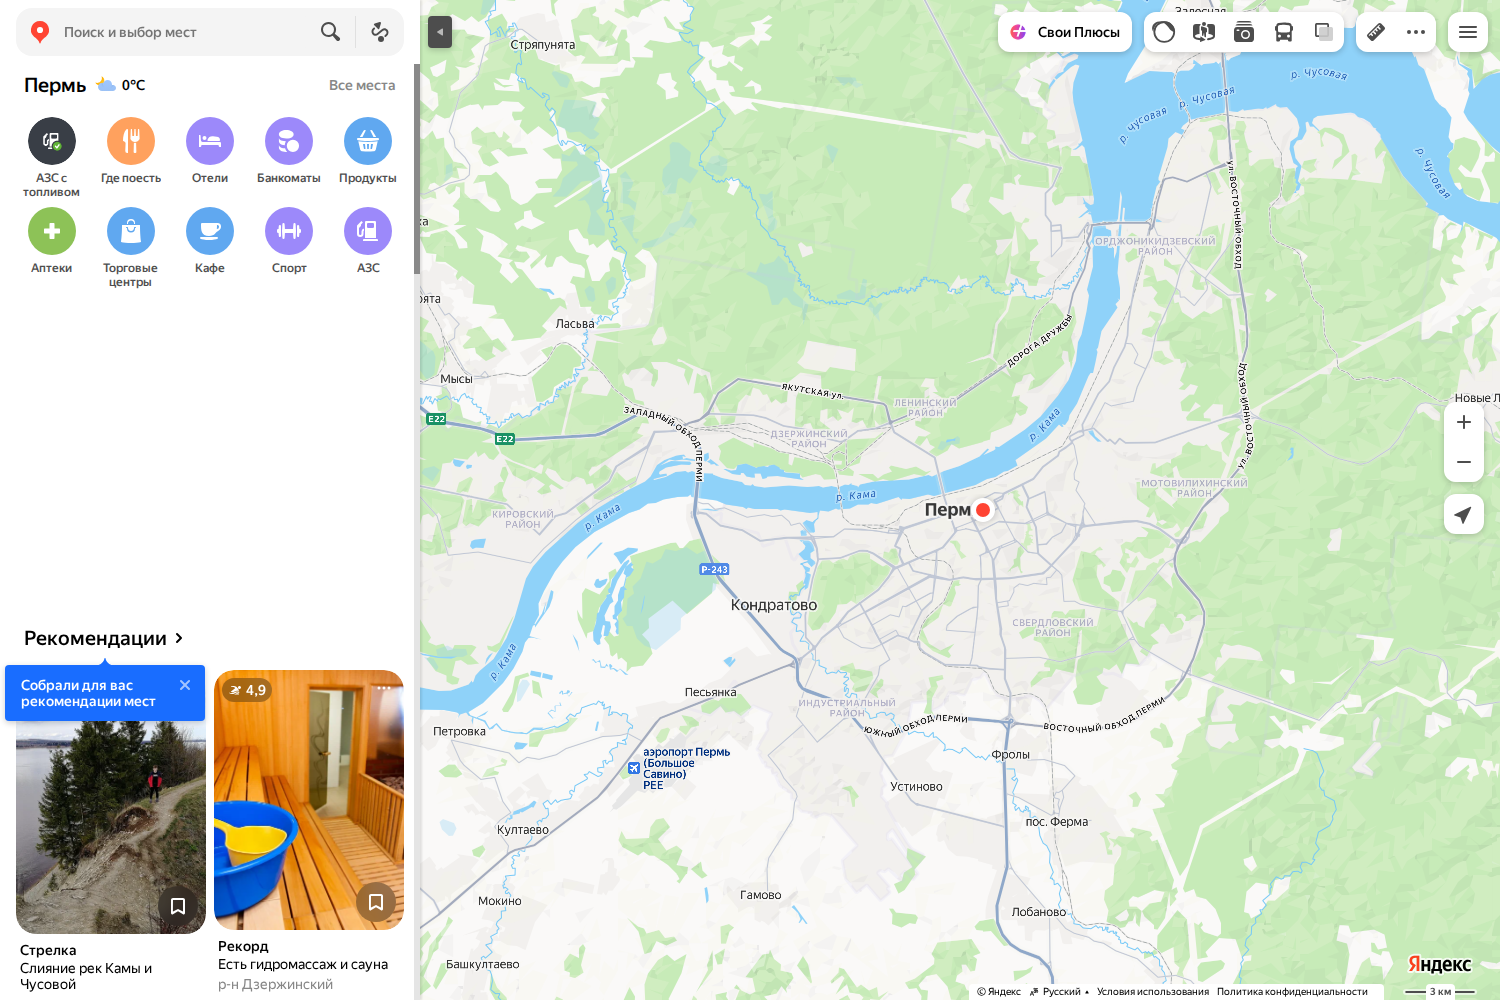 Поиск и выбор мест
Пермь
0°C
Все места
АЗС с
топливом
Где поесть
Отели
Банкоматы
Продукты
Аптеки
Торговые
центры
Кафе
Спорт
АЗС
Рекомендации
Собрали для вас
рекомендации мест
4,9
Стрелка
Слияние рек Камы и
Чусовой
Рекорд
Есть гидромассаж и сауна
р-н Дзержинский
Свои Плюсы
Стряпунята
р. Чусовая
р. Чусовая
р. Чусовая
р. Чусовая
ул. ВОСТОЧНЫЙ ОБХОД
ОРДЖОНИКИДЗЕВСКИЙ
РАЙОН
Ласьва
ДОРОГА ДРУЖБЫ
Мысы
ЯКУТСКАЯ ул.
ЛЕНИНСКИЙ
РАЙОН
E22
E22
ЗАПАДНЫЙ ОБХОД ПЕРМИ
ДЗЕРЖИНСКИЙ
РАЙОН
р. Кама
ул. ВОСТОЧНЫЙ ОБХОД
Новые Л
МОТОВИЛИХИНСКИЙ
РАЙОН
р. Кама
КИРОВСКИЙ
РАЙОН
р. Кама
Перм
Р-243
Кондратово
СВЕРДЛОВСКИЙ
РАЙОН
р. Кама
Песьянка
ИНДУСТРИАЛЬНЫЙ
РАЙОН
ЮЖНЫЙ ОБХОД ПЕРМИ
ВОСТОЧНЫЙ ОБХОД ПЕРМИ
Петровка
аэропорт Пермь
(Большое
Савино)
PEE
Фролы
Устиново
Култаево
пос. Ферма
Гамово
Мокино
Лобаново
Башкултаево
Яндекс
© Яндекс
Русский
Условия использования
Политика конфиденциальности
3 км